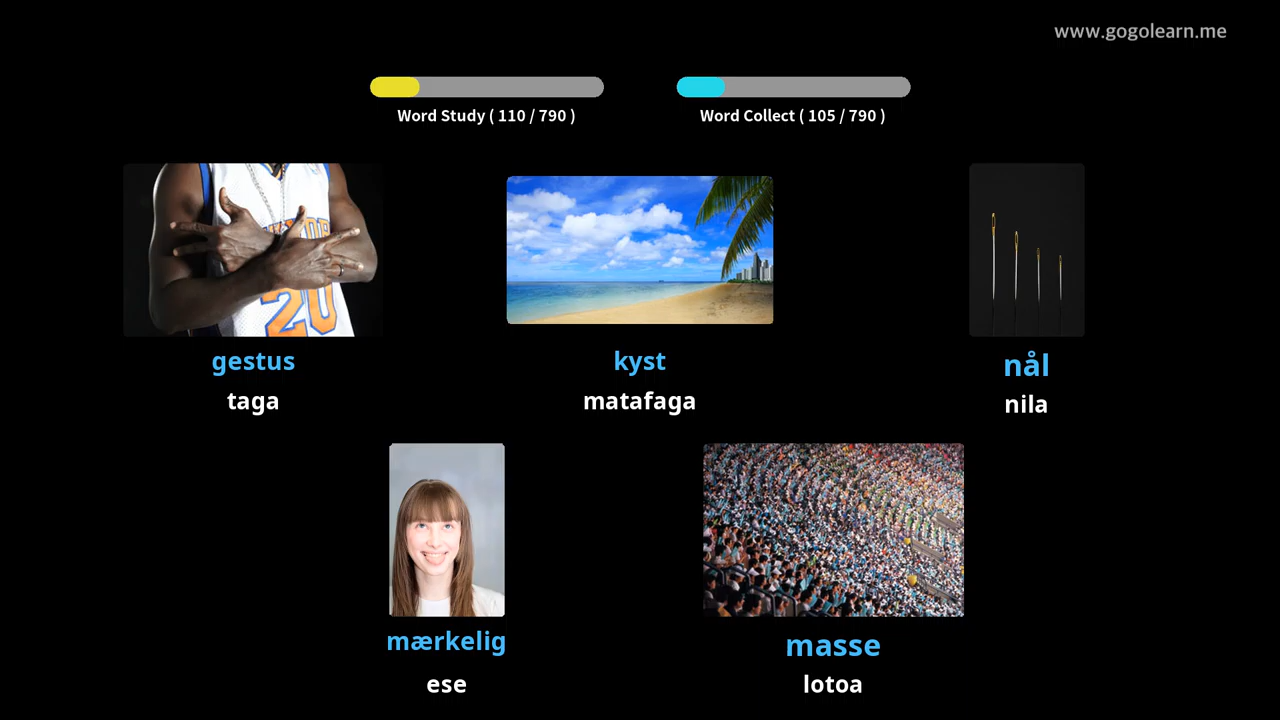 www.gogolearn.me
Word Study ( 110 / 790 )
Word Collect ( 105 / 790 )
20
gestus
taga
kyst
matafaga
nål
nila
mærkelig
ese
masse
lotoa